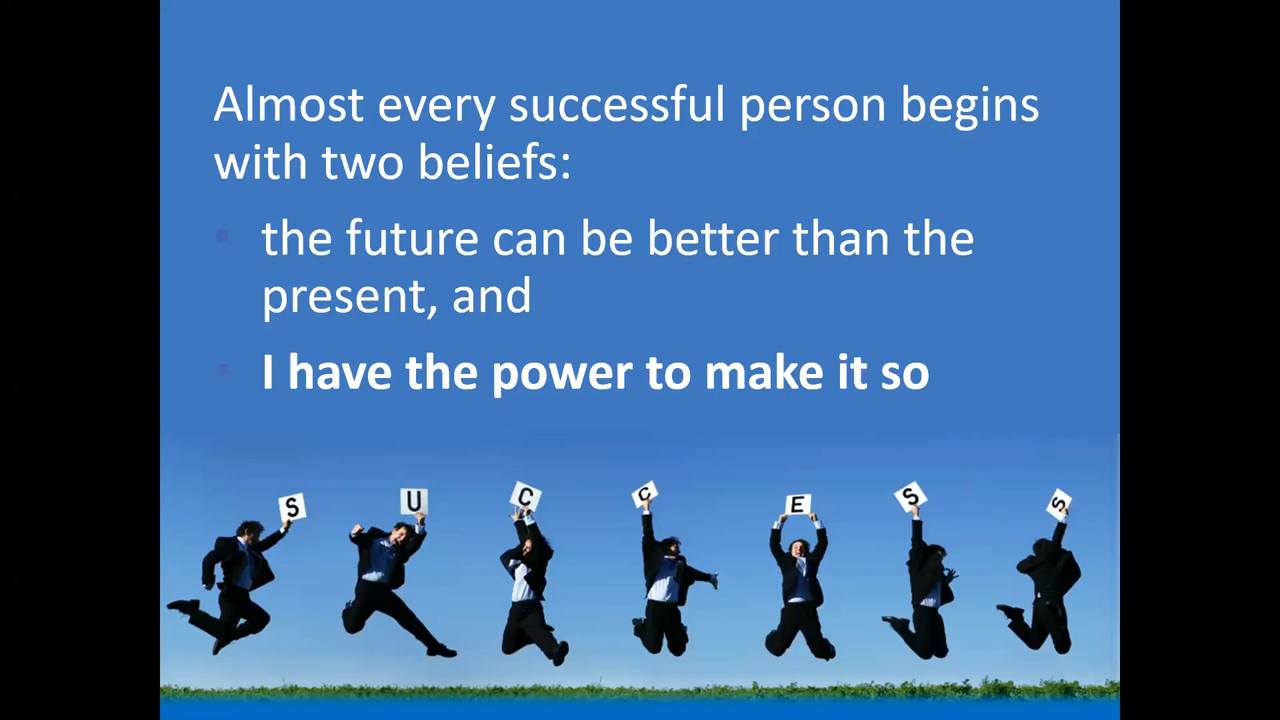 Almost every successful person begins
with two beliefs:
• the future can be better than the
present, and
• I have the power to make it so
S U C C E S S